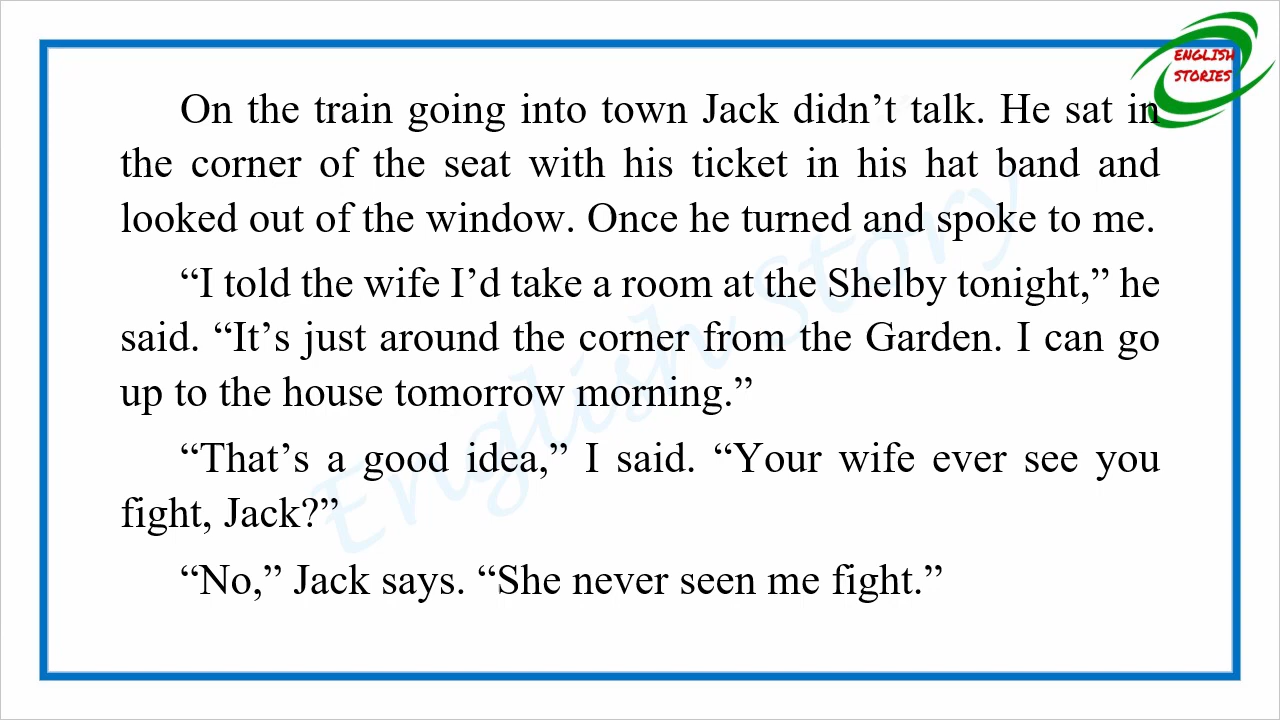 ENGLISH
STORIES
On the train going into town Jack didn’t talk. He sat in
the corner of the seat with his ticket in his hat band and
looked out of the window. Once he turned and spoke to me.
“I told the wife I’d take a room at the Shelby tonight,” he
said. “It’s just around the corner from the Garden. I can go
up to the house tomorrow morning.”
“That’s a good idea,” I said. “Your wife ever see you
fight, Jack?”
“No,” Jack says. “She never seen me fight.”
English Story